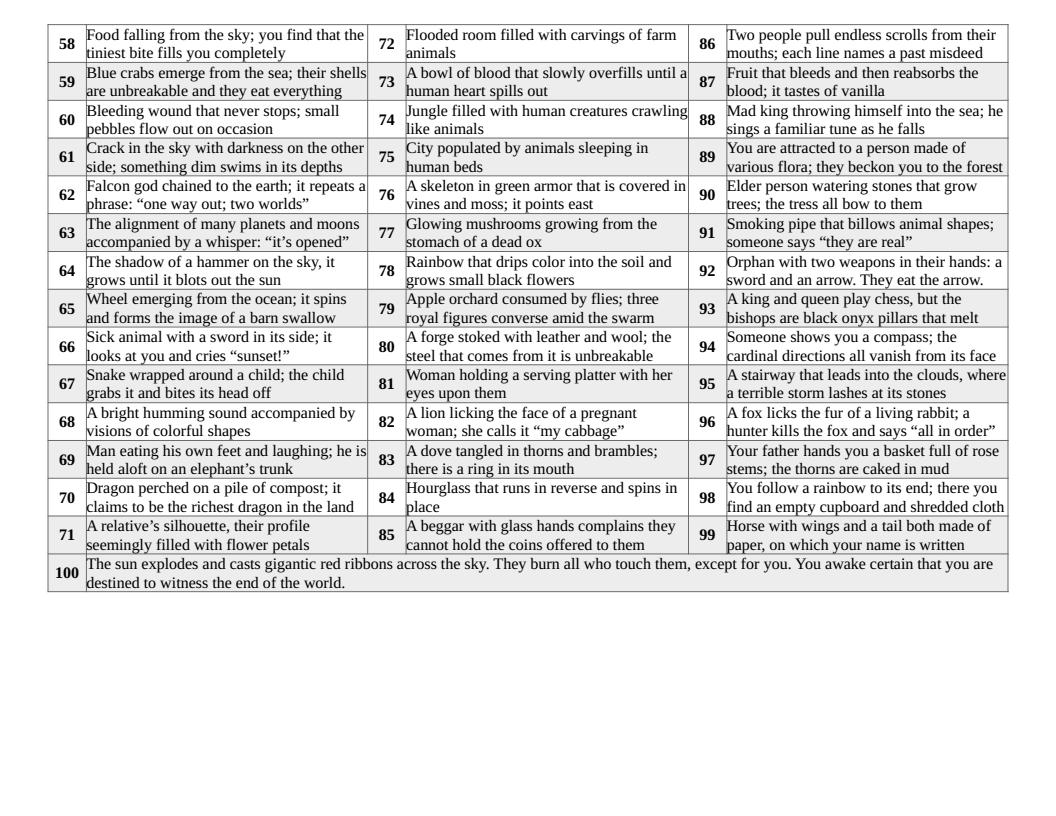 58 Food falling from the sky; you find that the
tiniest bite fills you completely
59 Blue crabs emerge from the sea; their shells
are unbreakable and they eat everything
60 Bleeding wound that never stops; small
pebbles flow out on occasion
61 Crack in the sky with darkness on the other
side; something dim swims in its depths
62 Falcon god chained to the earth; it repeats a
phrase: “one way out; two worlds”
63 The alignment of many planets and moons
accompanied by a whisper: “it’s opened”
64 The shadow of a hammer on the sky, it
grows until it blots out the sun
65 Wheel emerging from the ocean; it spins
and forms the image of a barn swallow
66 Sick animal with a sword in its side; it
looks at you and cries “sunset!”
67 Snake wrapped around a child; the child
grabs it and bites its head off
68 A bright humming sound accompanied by
visions of colorful shapes
69 Man eating his own feet and laughing; he is
held aloft on an elephant’s trunk
70 Dragon perched on a pile of compost; it
claims to be the richest dragon in the land
71 A relative’s silhouette, their profile
seemingly filled with flower petals
72 Flooded room filled with carvings of farm
animals
73 A bowl of blood that slowly overfills until a
human heart spills out
74 Jungle filled with human creatures crawling
like animals
75 City populated by animals sleeping in
human beds
76 A skeleton in green armor that is covered in
vines and moss; it points east
77 Glowing mushrooms growing from the
stomach of a dead ox
78 Rainbow that drips color into the soil and
grows small black flowers
79 Apple orchard consumed by flies; three
royal figures converse amid the swarm
80 A forge stoked with leather and wool; the
steel that comes from it is unbreakable
81 Woman holding a serving platter with her
eyes upon them
82 A lion licking the face of a pregnant
woman; she calls it “my cabbage”
83 A dove tangled in thorns and brambles;
there is a ring in its mouth
84 Hourglass that runs in reverse and spins in
place
85 A beggar with glass hands complains they
cannot hold the coins offered to them
86 Two people pull endless scrolls from their
mouths; each line names a past misdeed
87 Fruit that bleeds and then reabsorbs the
blood; it tastes of vanilla
88 Mad king throwing himself into the sea; he
sings a familiar tune as he falls
89 You are attracted to a person made of
various flora; they beckon you to the forest
90 Elder person watering stones that grow
trees; the tress all bow to them
91 Smoking pipe that billows animal shapes;
someone says “they are real”
92 Orphan with two weapons in their hands: a
sword and an arrow. They eat the arrow.
93 A king and queen play chess, but the
bishops are black onyx pillars that melt
94 Someone shows you a compass; the
cardinal directions all vanish from its face
95 A stairway that leads into the clouds, where
a terrible storm lashes at its stones
96 A fox licks the fur of a living rabbit; a
hunter kills the fox and says “all in order”
97 Your father hands you a basket full of rose
stems; the thorns are caked in mud
98 You follow a rainbow to its end; there you
find an empty cupboard and shredded cloth
99 Horse with wings and a tail both made of
paper, on which your name is written
100 The sun explodes and casts gigantic red ribbons across the sky. They burn all who touch them, except for you. You awake certain that you are
destined to witness the end of the world.